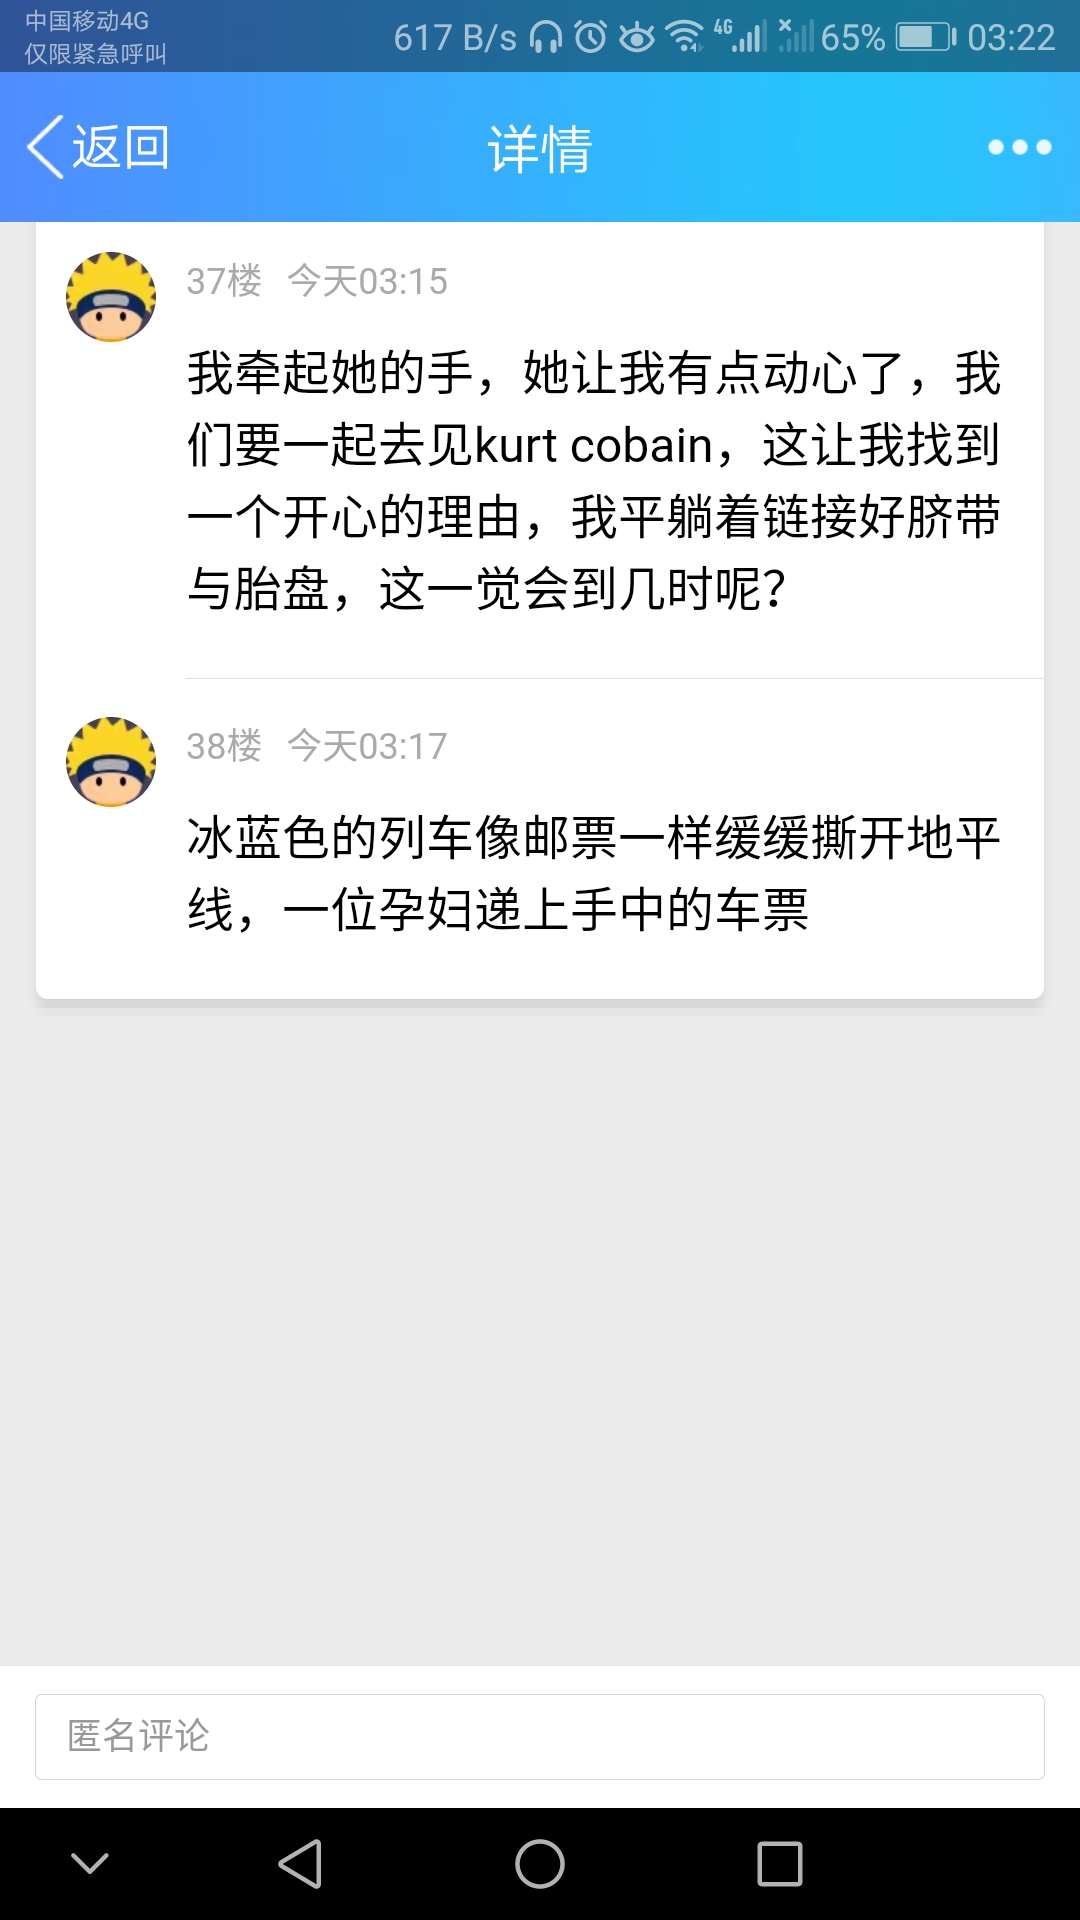 中国移动4G
仅限紧急呼叫
617 B/s 4G 65% 03:22
返回 详情
37楼 今天03:15
我牵起她的手，她让我有点动心了，我
们要一起去见kurt cobain，这让我找到
一个开心的理由，我平躺着链接好脐带
与胎盘，这一觉会到几时呢？
38楼 今天03:17
冰蓝色的列车像邮票一样缓缓撕开地平
线，一位孕妇递上手中的车票
匿名评论